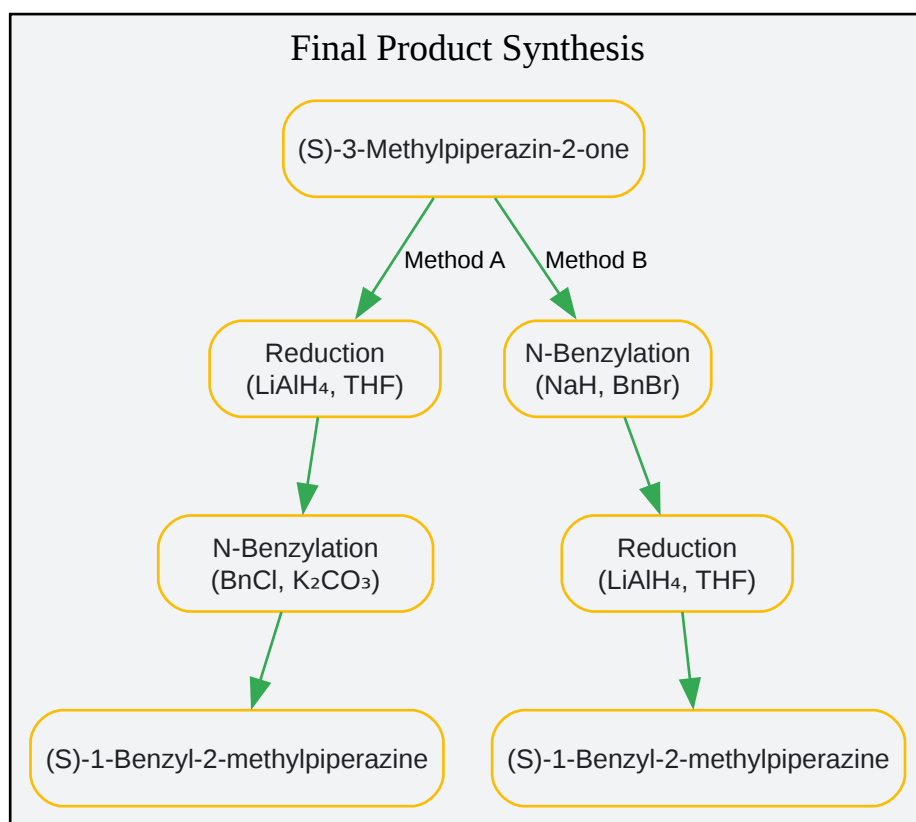 Final Product Synthesis
(S)-3-Methylpiperazin-2-one
Method A
Method B
Reduction
(LiAlH₄, THF)
N-Benzylation
(NaH, BnBr)
N-Benzylation
(BnCl, K₂CO₃)
Reduction
(LiAlH₄, THF)
(S)-1-Benzyl-2-methylpiperazine
(S)-1-Benzyl-2-methylpiperazine